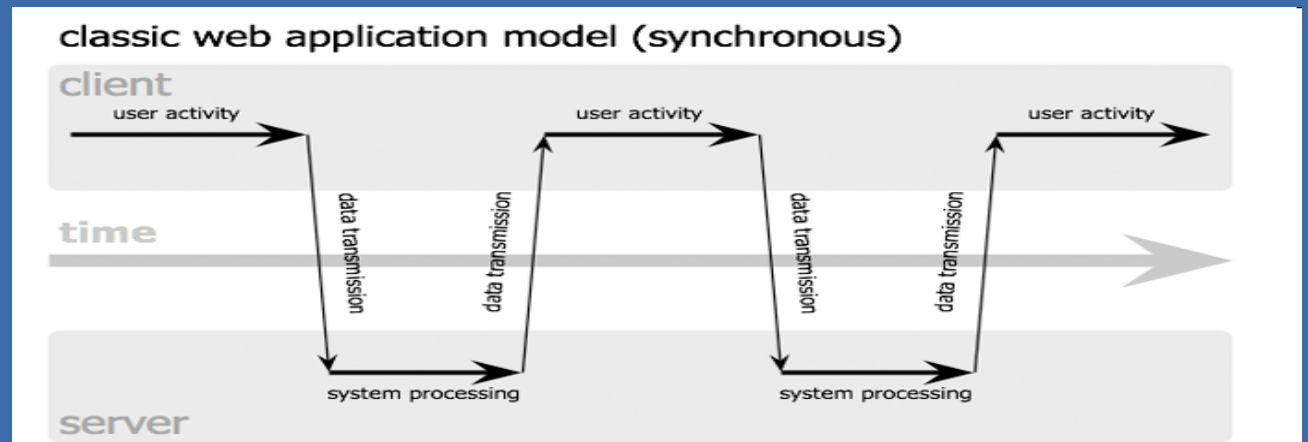 classic web application model (synchronous)
client
user activity
user activity
user activity
data transmission
data transmission
data transmission
data transmission
time
system processing
system processing
server